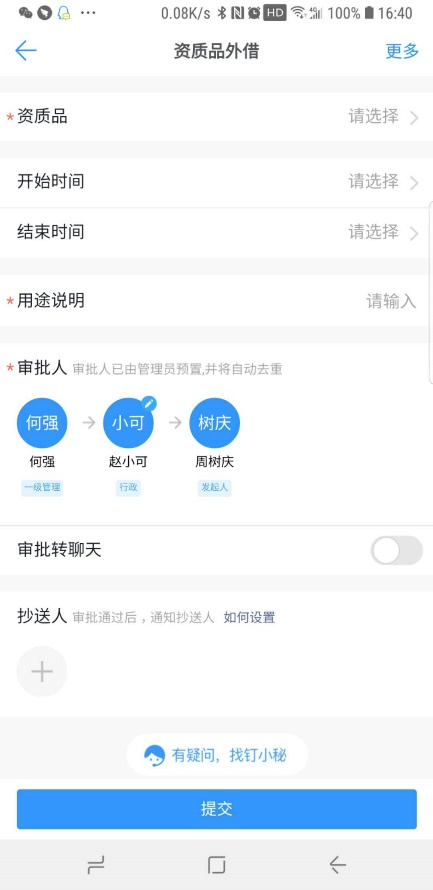 0.08K/s HD 4G 100% 16:40
资质品外借 更多
*资质品 请选择
开始时间 请选择
结束时间 请选择
*用途说明 请输入
*审批人 审批人已由管理员预置,并将自动去重
何强 小可 树庆
何强 赵小可 周树庆
一级管理 行政 发起人
审批转聊天
抄送人 审批通过后，通知抄送人 如何设置
有疑问，找钉小秘
提交